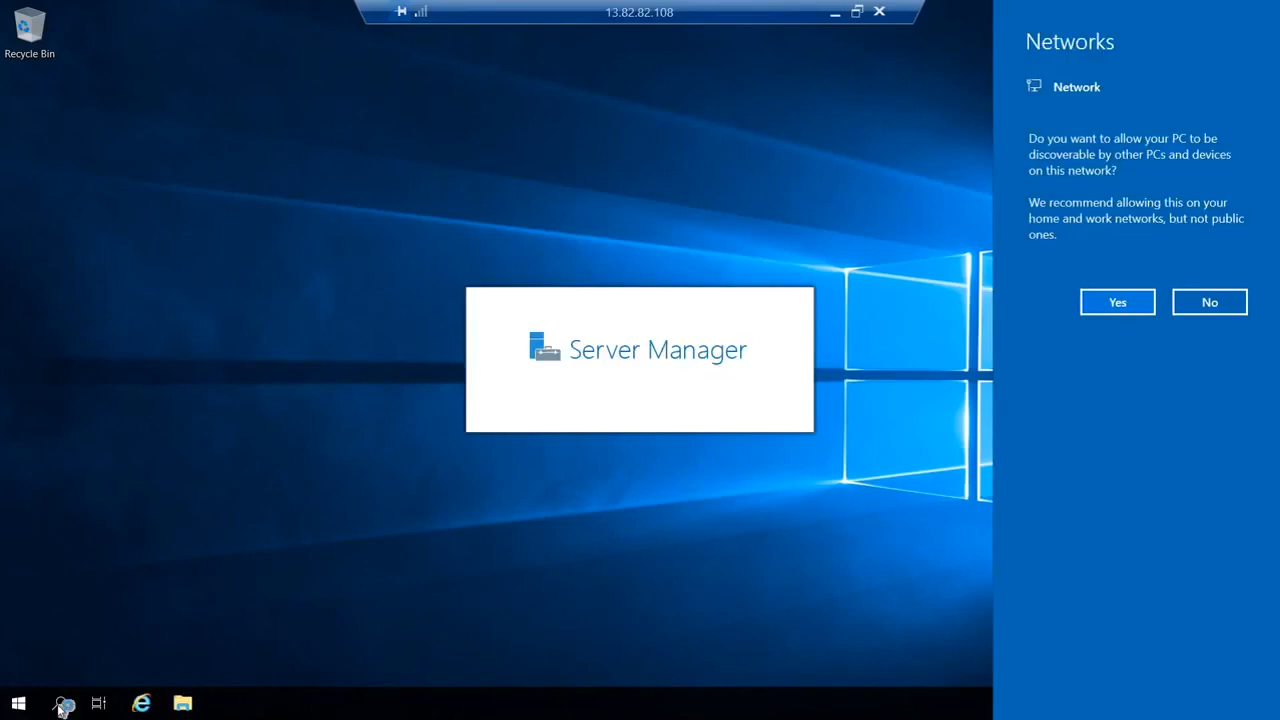 13.82.82.108
Recycle Bin
Server Manager
Networks
Network
Do you want to allow your PC to be
discoverable by other PCs and devices
on this network?
We recommend allowing this on your
home and work networks, but not public
ones.
Yes
No